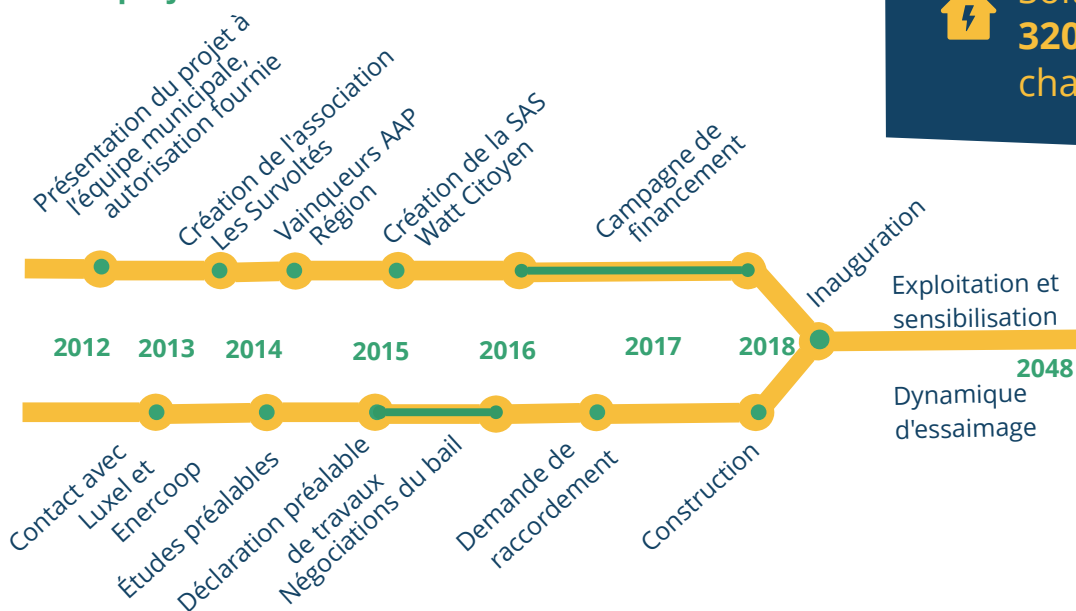 320
cha
Présentation du projet à
l'équipe municipale,
autorisation fournie
Création de l'association
Les Survoltés
Vainqueurs AAP
Région
Création de la SAS
Watt Citoyen
Campagne de
financement
Inauguration
Exploitation et
sensibilisation
2012 2013 2014 2015 2016 2017 2018
2048
Dynamique
d'essaimage
Contact avec
Luxel et
Enercoop
Études préalables
Déclaration préalable
de travaux
Négociations du bail
Demande de
raccordement
Construction